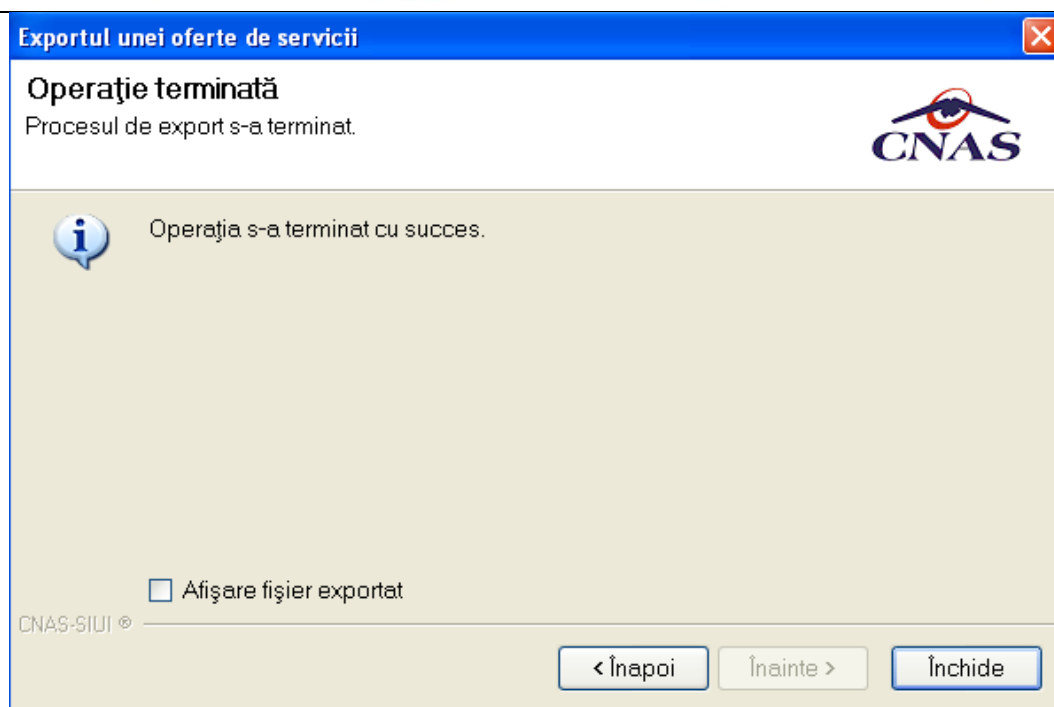 Exportul unei oferte de servicii
Operaţie terminată
Procesul de export s-a terminat.
CNAS
Operaţia s-a terminat cu succes.
Afişare fişier exportat
CNAS-SIUI ®
< Înapoi
Înainte >
Închide